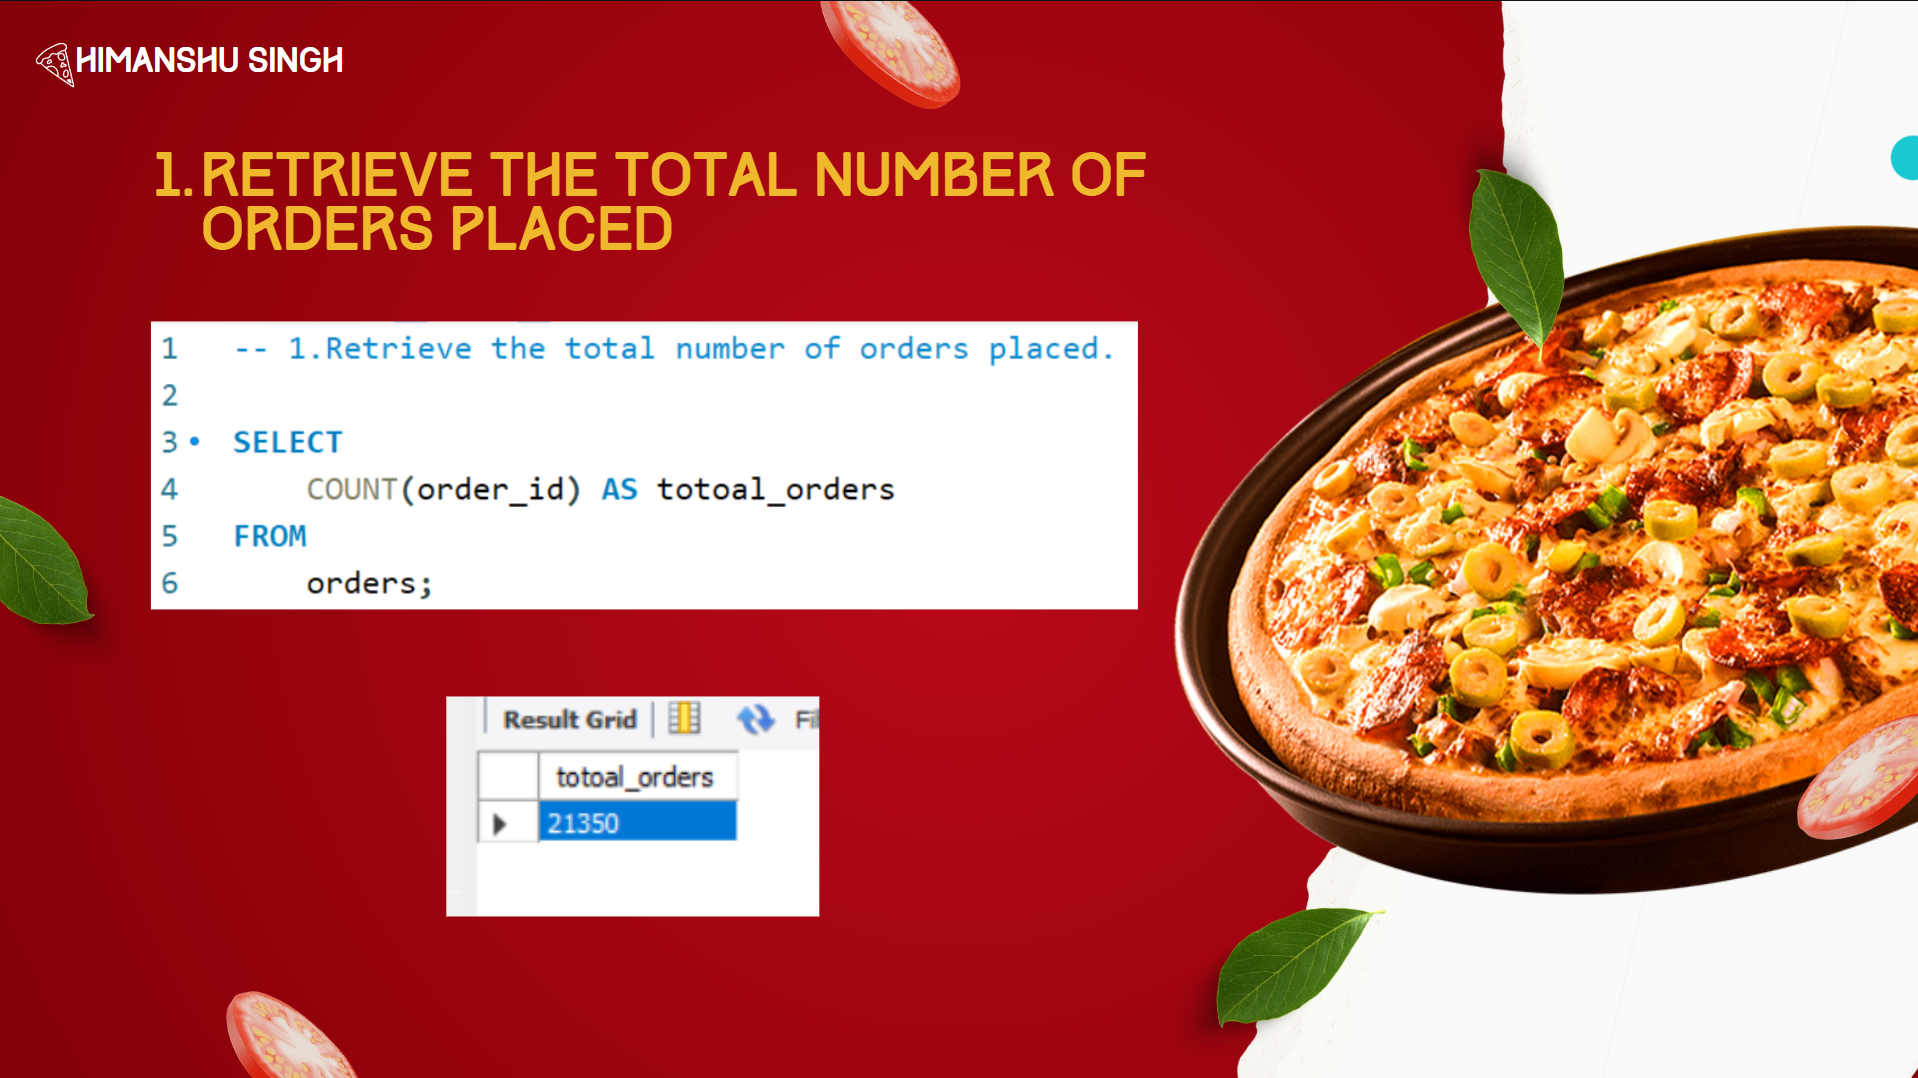 HIMANSHU SINGH
1. RETRIEVE THE TOTAL NUMBER OF
ORDERS PLACED
1 -- 1.Retrieve the total number of orders placed.
2
3 SELECT
4 COUNT(order_id) AS totoal_orders
5 FROM
6 orders;
Result Grid
totoal_orders
21350